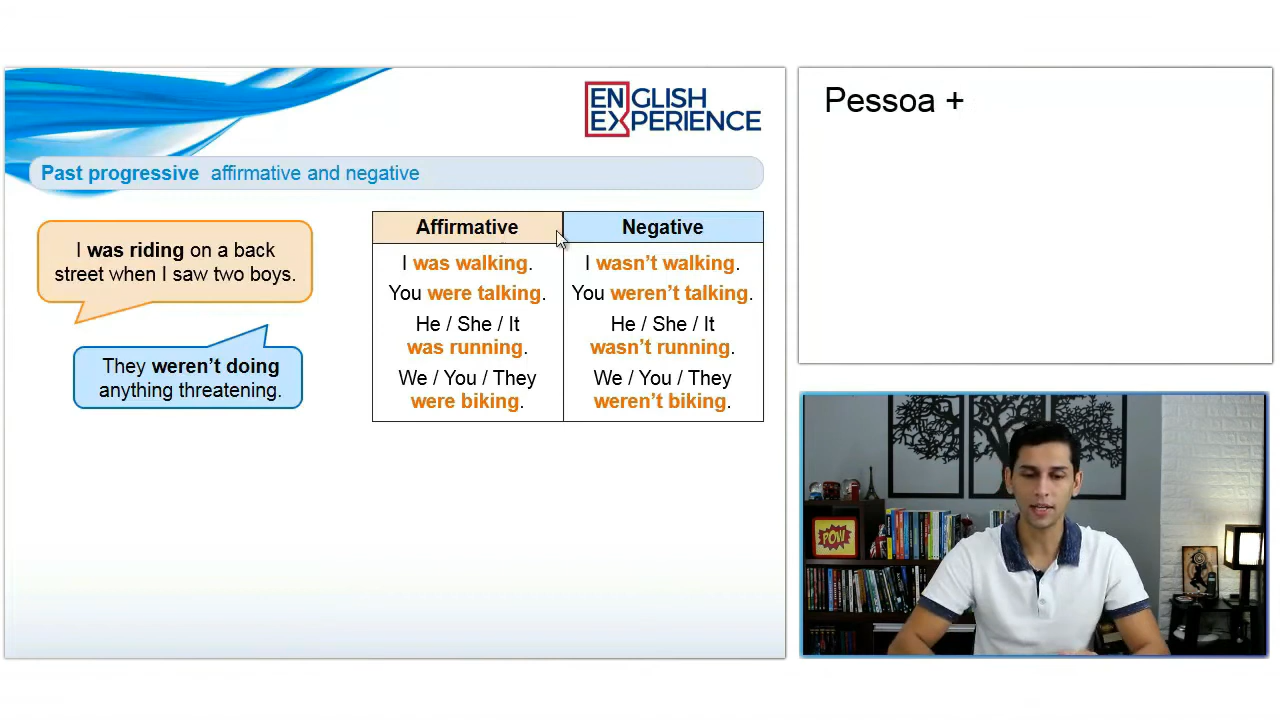 ENGLISH
EXPERIENCE
Pessoa +
Past progressive affirmative and negative
I was riding on a back
street when I saw two boys.
They weren't doing
anything threatening.
Affirmative
I was walking.
You were talking.
He / She / It
was running.
We / You / They
were biking.
Negative
I wasn't walking.
You weren't talking.
He / She / It
wasn't running.
We / You / They
weren't biking.
POW